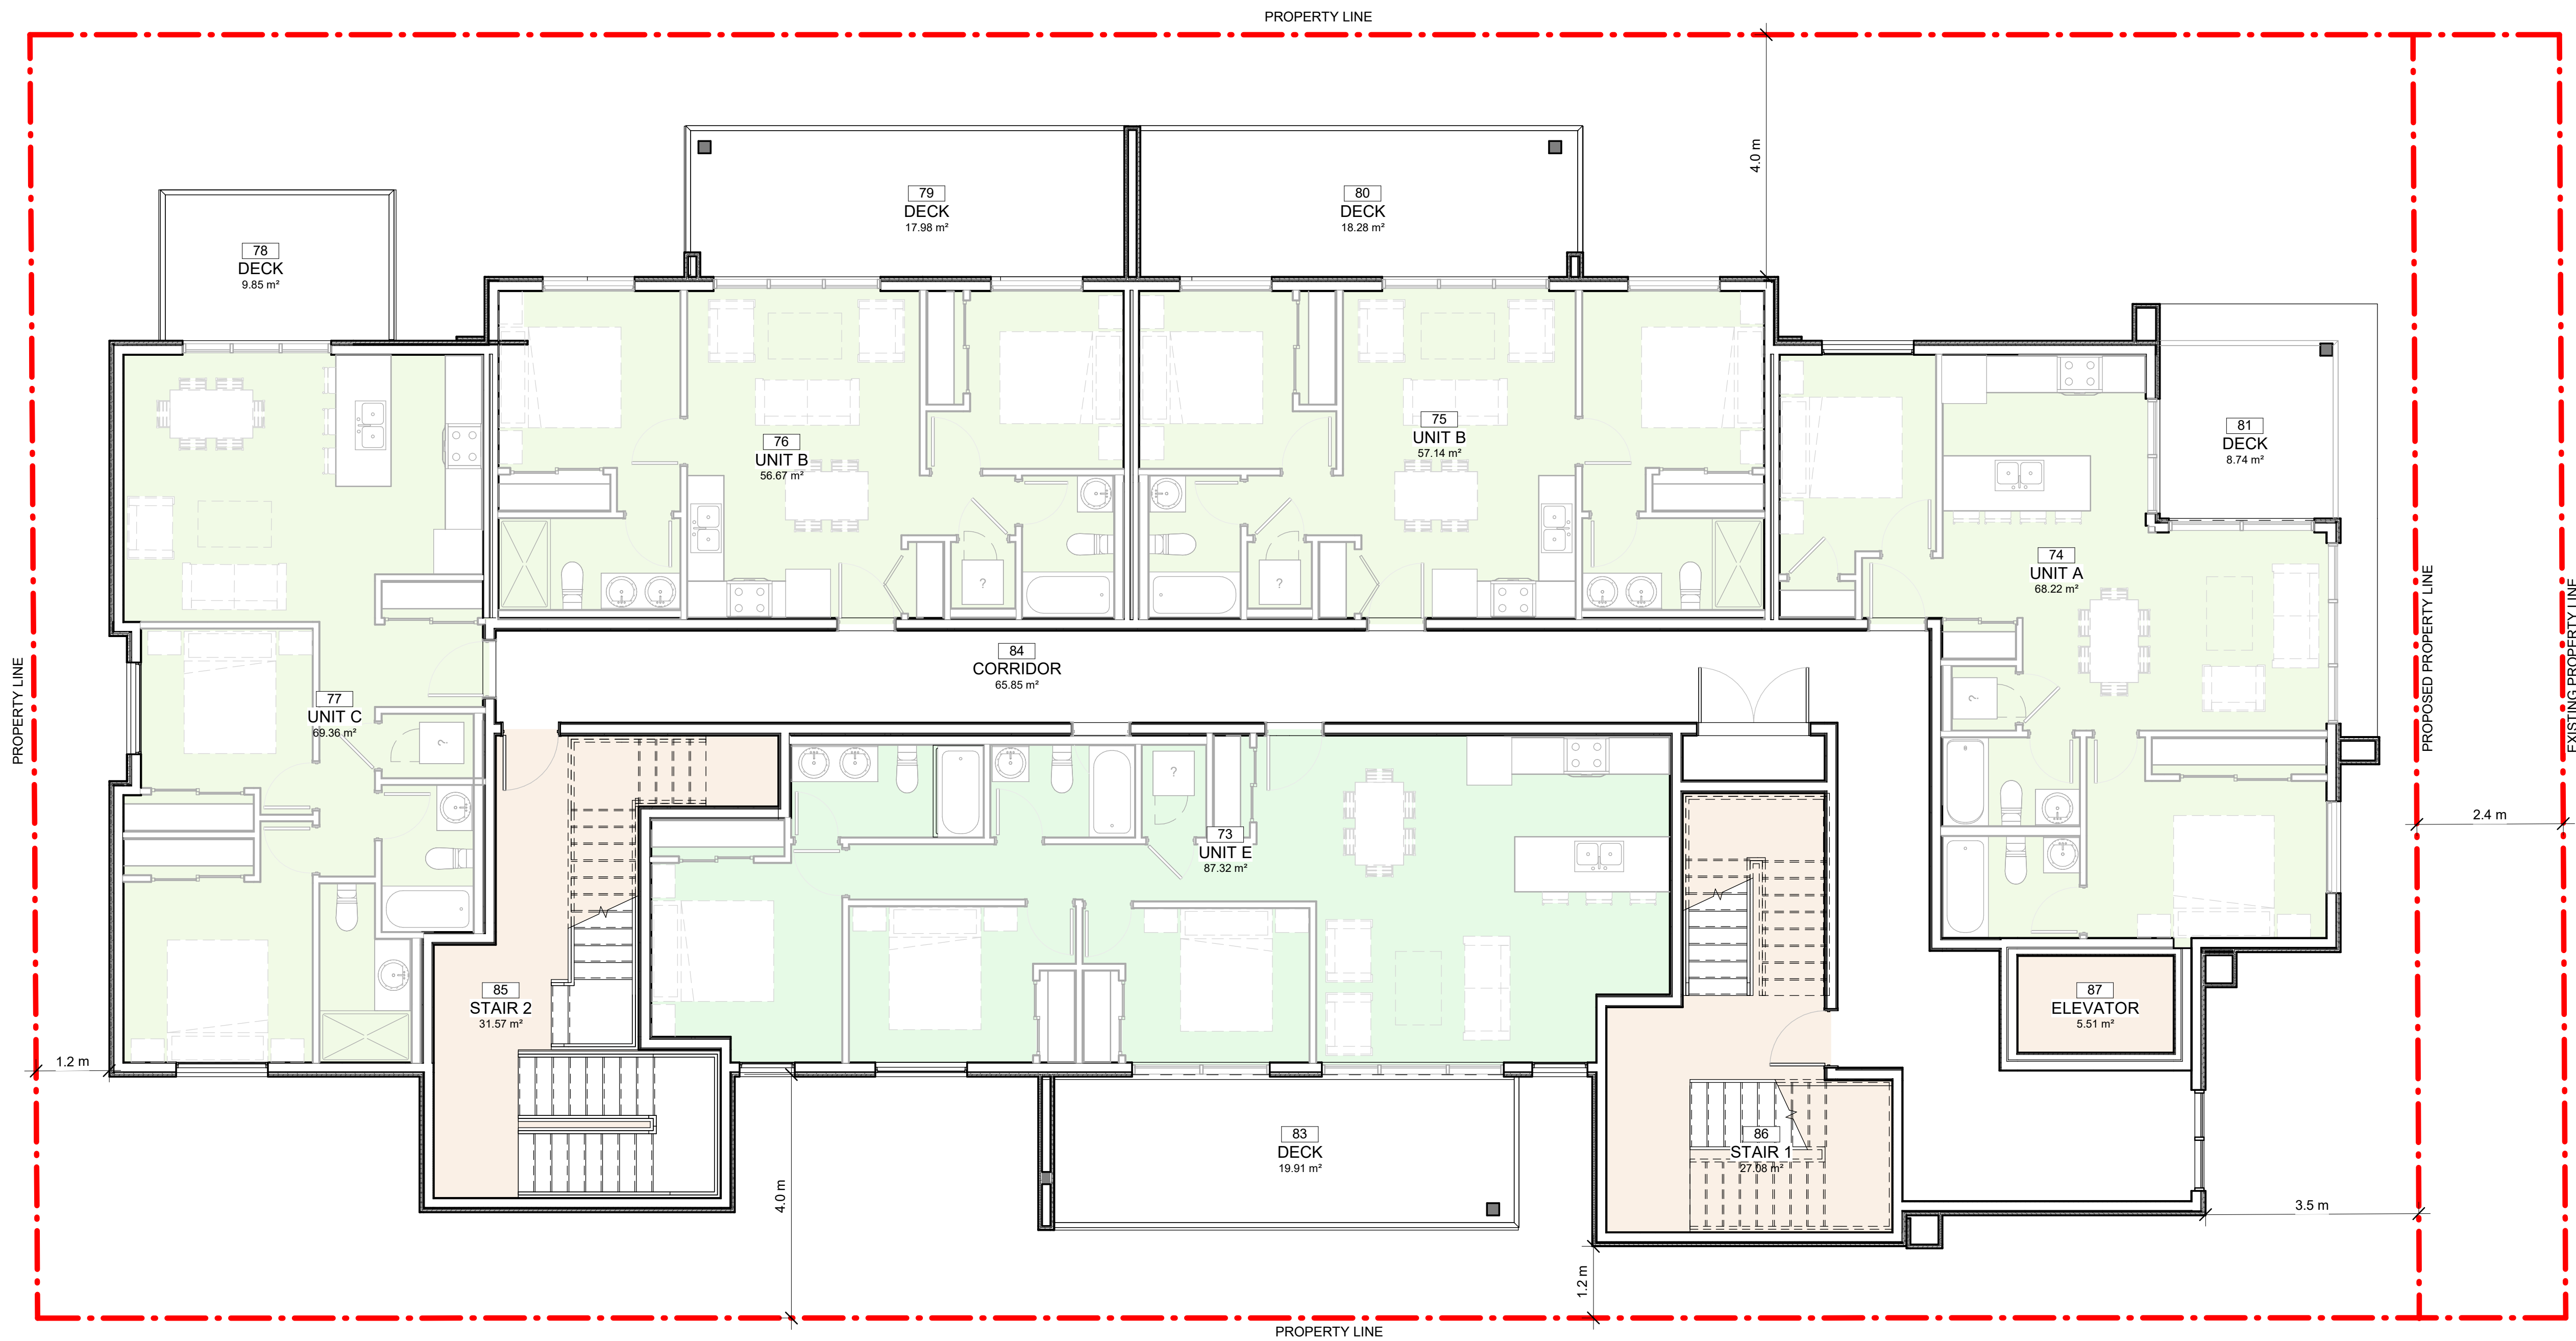 PROPERTY LINE
4.0 m
79
DECK
17.98 m²
80
DECK
18.28 m²
78
DECK
9.85 m²
81
DECK
8.74 m²
76
UNIT B
56.67 m²
75
UNIT B
57.14 m²
74
UNIT A
68.22 m²
?
?
PROPERTY LINE
PROPOSED PROPERTY LINE
EXISTING PROPERTY LINE
84
CORRIDOR
65.85 m²
77
UNIT C
69.36 m²
?
?
?
73
UNIT E
87.32 m²
2.4 m
85
STAIR 2
31.57 m²
87
ELEVATOR
5.51 m²
1.2 m
83
DECK
19.91 m²
86
STAIR 1
27.08 m²
4.0 m
3.5 m
1.2 m
PROPERTY LINE